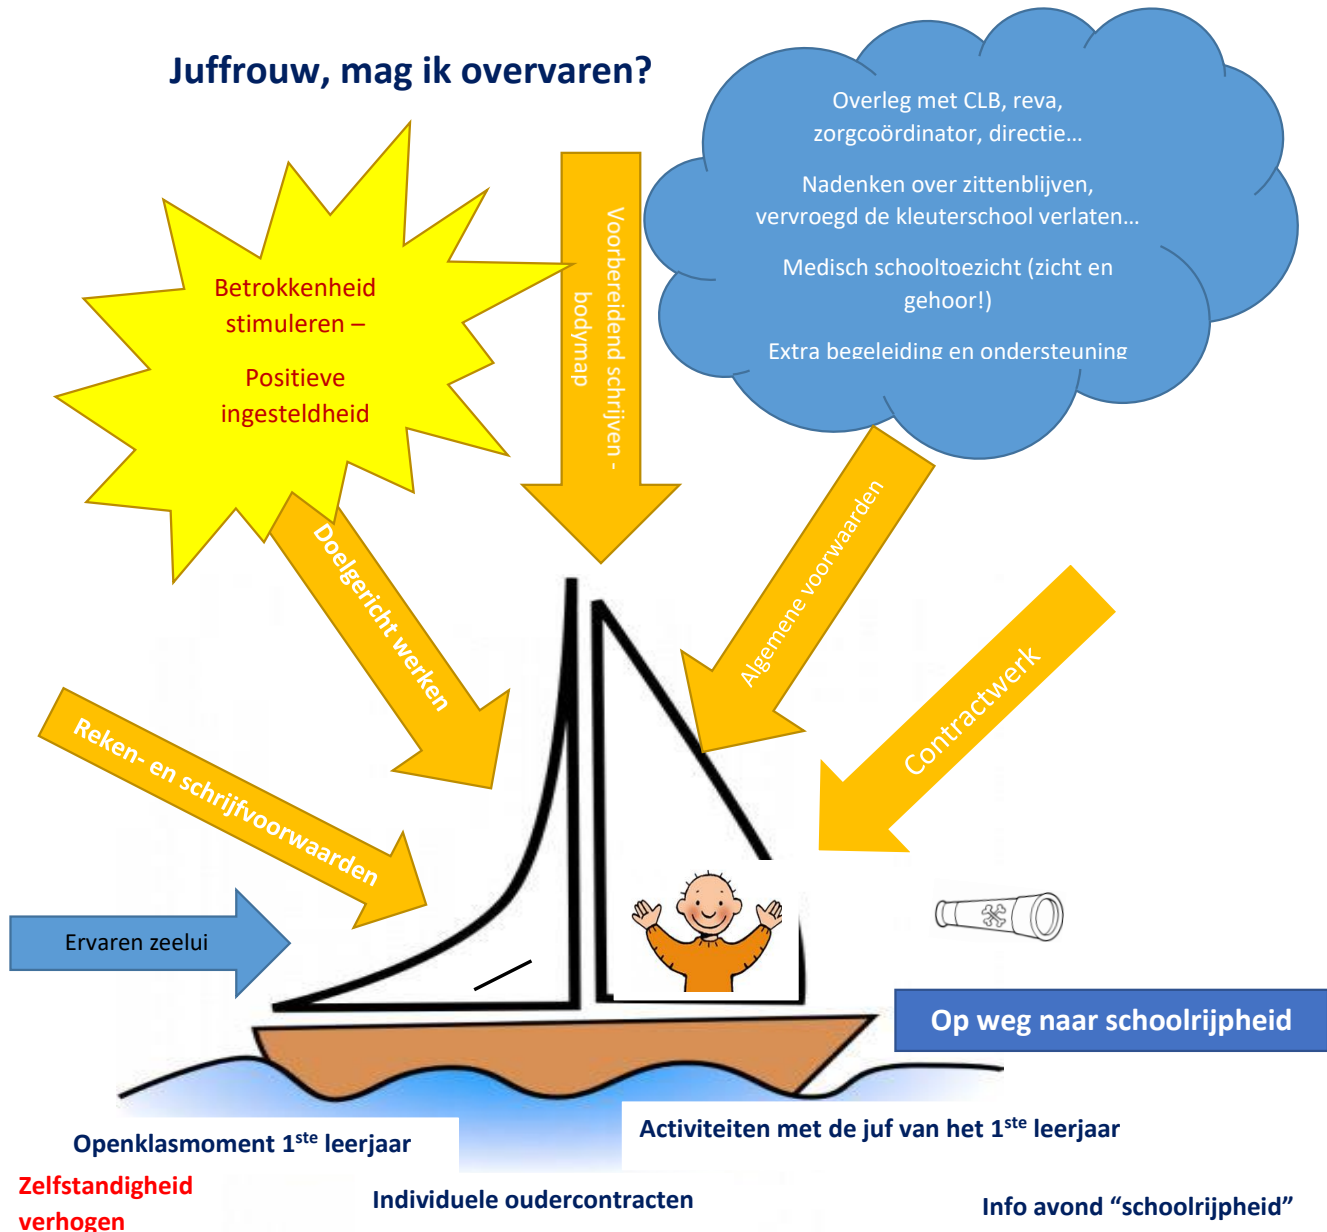 Juffrouw, mag ik overvaren?
Overleg met CLB, reva,
zorgcoördinator, directie...
Nadenken over zittenblijven,
vervroegd de kleuterschool verlaten...
Medisch schooltoezicht (zicht en
gehoor!)
Extra begeleiding en ondersteuning
Betrokkenheid
stimuleren –
Positieve
ingesteldheid
Voorbereidend schrijven -
bodymap
Doelgericht werken
Algemene voorwaarden
Contractwerk
Reken- en schrijfvoorwaarden
Ervaren zeelui
Op weg naar schoolrijpheid
Openklasmoment 1ste leerjaar
Activiteiten met de juf van het 1ste leerjaar
Zelfstandigheid
verhogen
Individuele oudercontracten
Info avond “schoolrijpheid”